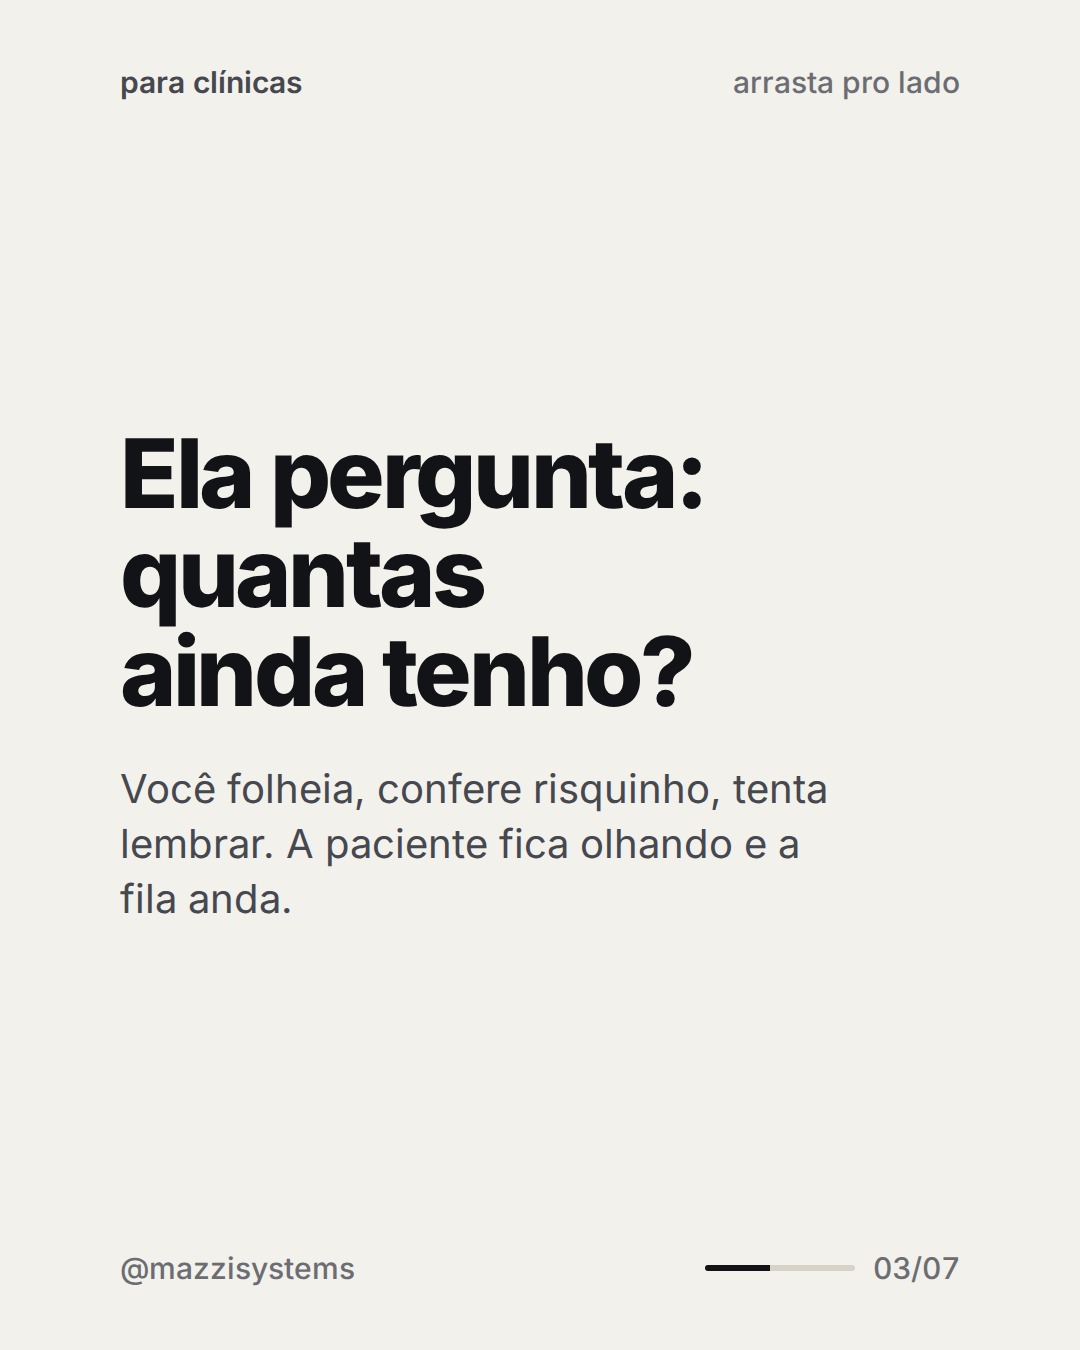 para clínicas
arrasta pro lado
Ela pergunta:
quantas
ainda tenho?
Você folheia, confere risquinho, tenta
lembrar. A paciente fica olhando e a
fila anda.
@mazzisystems
03/07